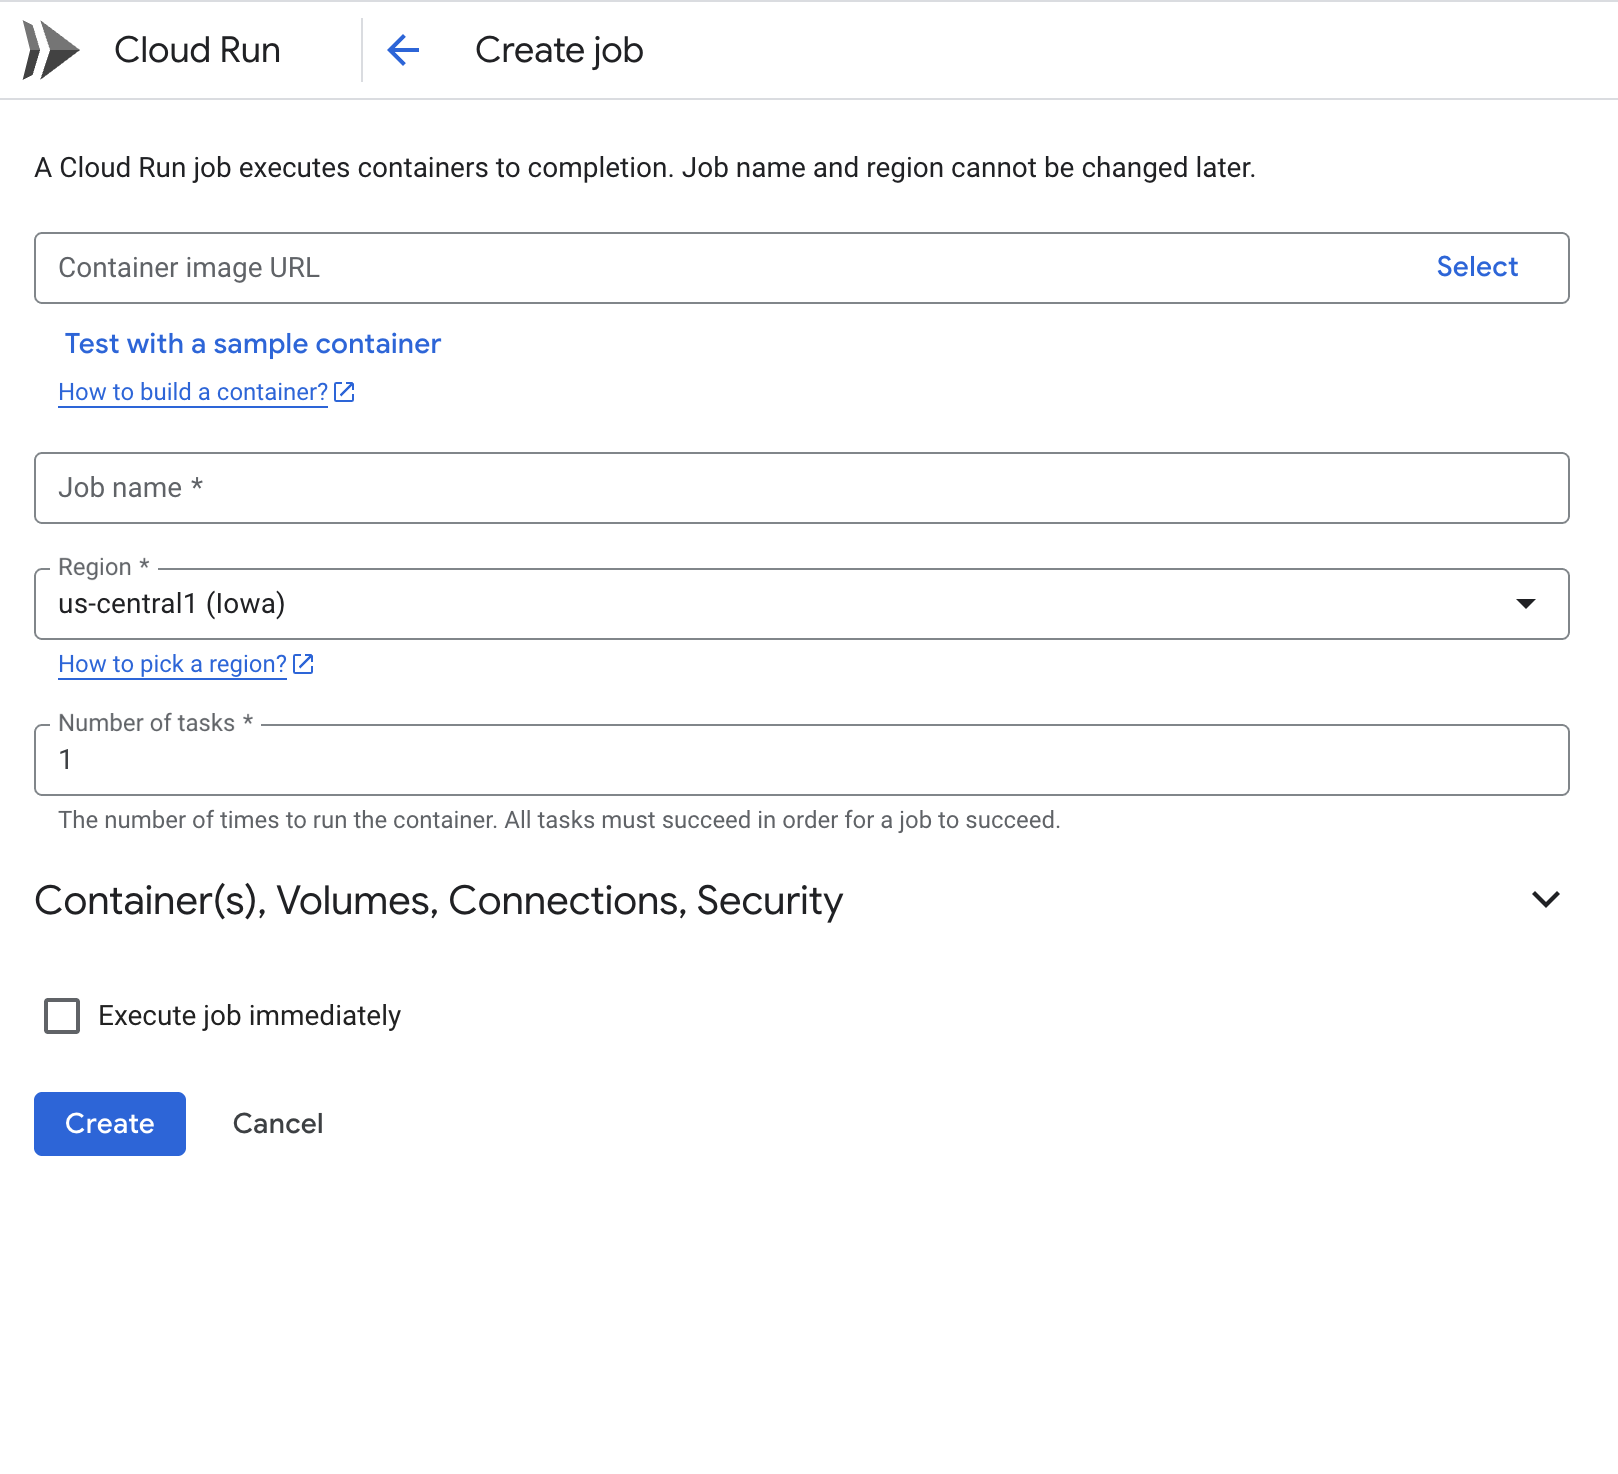 Cloud Run
Create job
A Cloud Run job executes containers to completion. Job name and region cannot be changed later.
Container image URL
Select
Test with a sample container
How to build a container?
Job name *
Region *
us-central1 (Iowa)
How to pick a region?
Number of tasks *
1
The number of times to run the container. All tasks must succeed in order for a job to succeed.
Container(s), Volumes, Connections, Security
Execute job immediately
Create
Cancel